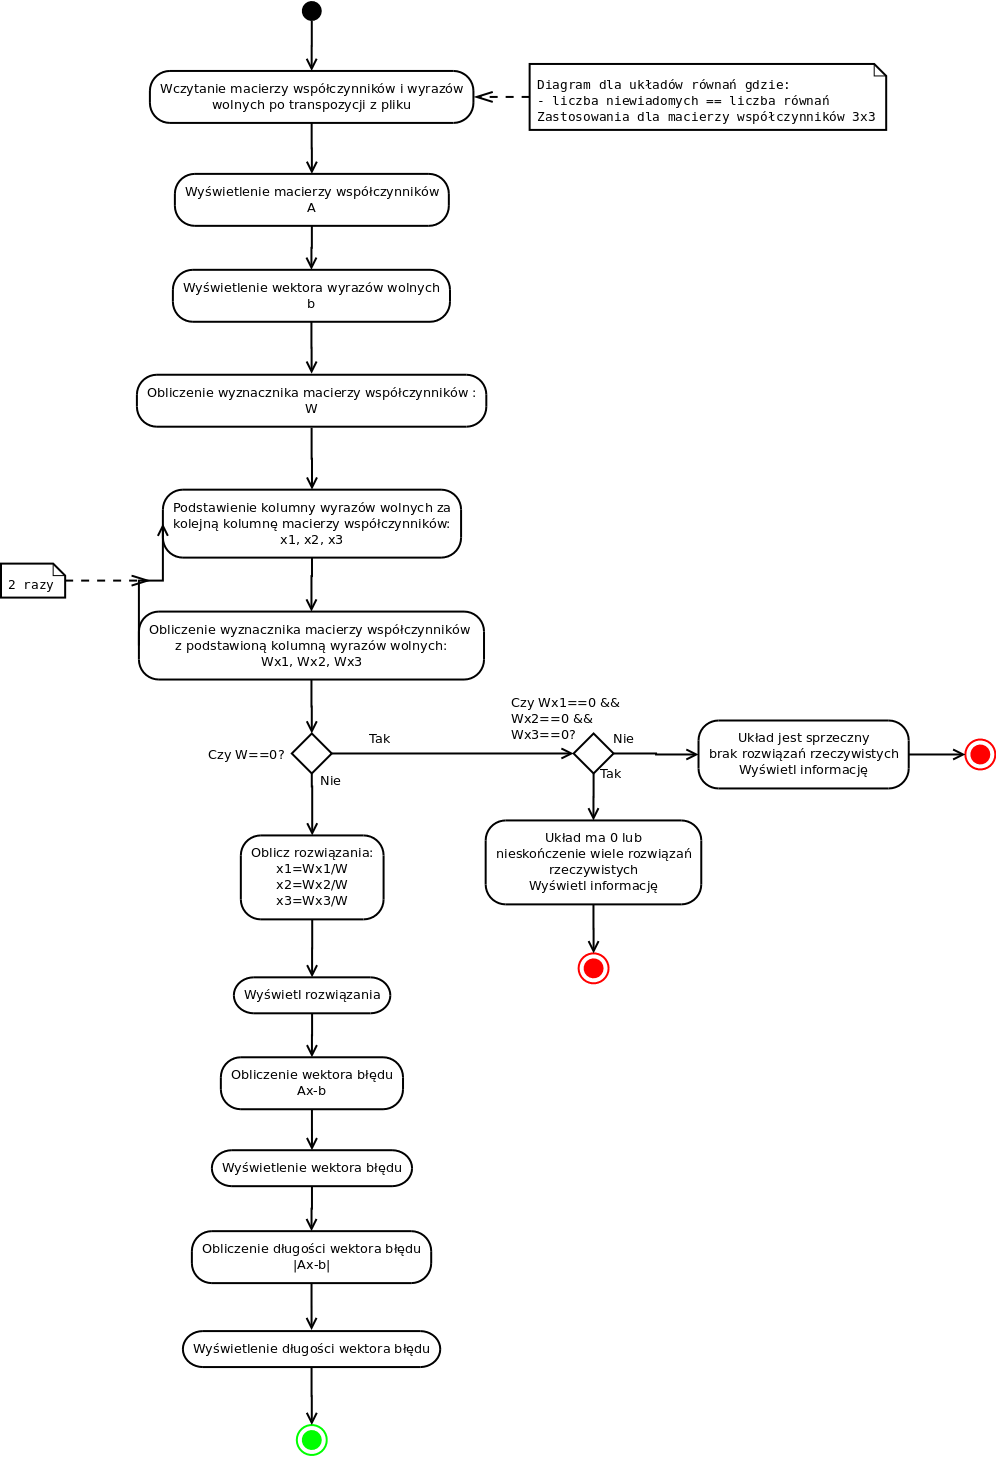 Wczytanie macierzy współczynników i wyrazów
wolnych po transpozycji z pliku
Diagram dla układów równań gdzie:
- liczba niewiadomych == liczba równań
Zastosowania dla macierzy współczynników 3x3
Wyświetlenie macierzy współczynników
A
Wyświetlenie wektora wyrazów wolnych
b
Obliczenie wyznacznika macierzy współczynników :
W
Podstawienie kolumny wyrazów wolnych za
kolejną kolumnę macierzy współczynników:
x1, x2, x3
2 razy
Obliczenie wyznacznika macierzy współczynników
z podstawioną kolumną wyrazów wolnych:
Wx1, Wx2, Wx3
Czy W==0?
Tak
Nie
Czy Wx1==0 &&
Wx2==0 &&
Wx3==0?
Nie
Tak
Układ jest sprzeczny
brak rozwiązań rzeczywistych
Wyświetl informację
Układ ma 0 lub
nieskończenie wiele rozwiązań
rzeczywistych
Wyświetl informację
Oblicz rozwiązania:
x1=Wx1/W
x2=Wx2/W
x3=Wx3/W
Wyświetl rozwiązania
Obliczenie wektora błędu
Ax-b
Wyświetlenie wektora błędu
Obliczenie długości wektora błędu
|Ax-b|
Wyświetlenie długości wektora błędu